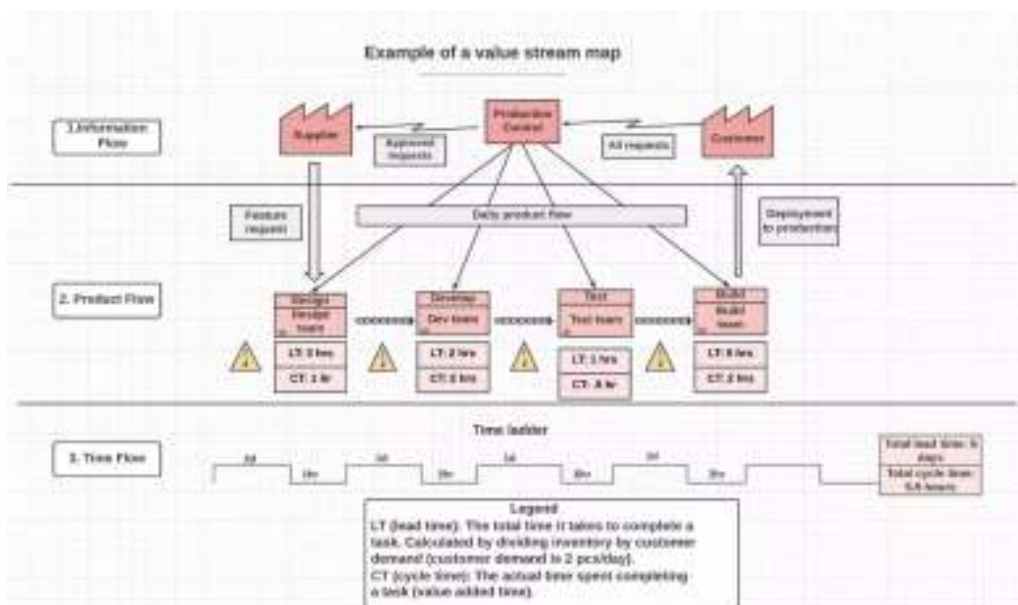 Example of a value stream map
1.Information
Flow
Supplier
Approved
requests
Production
Control
All requests
Customer
Feature
request
Daily product flow
Deployment
to production
2. Product Flow
Design
Design
team
Develop
Dev team
Test
Test team
Build
Build
team
LT: 2 hrs
LT: 1 hrs
CT: 1 hr
CT: 2 hrs
Time ladder
3. Time Flow
Total lead time:
days
Total cycle time:
hours
Legend
LT (lead time): The total time it takes to complete a
task. Calculated by dividing inventory by customer
demand (customer demand is 2 pcs/day).
CT (cycle time): The actual time spent completing
a task (value added time).